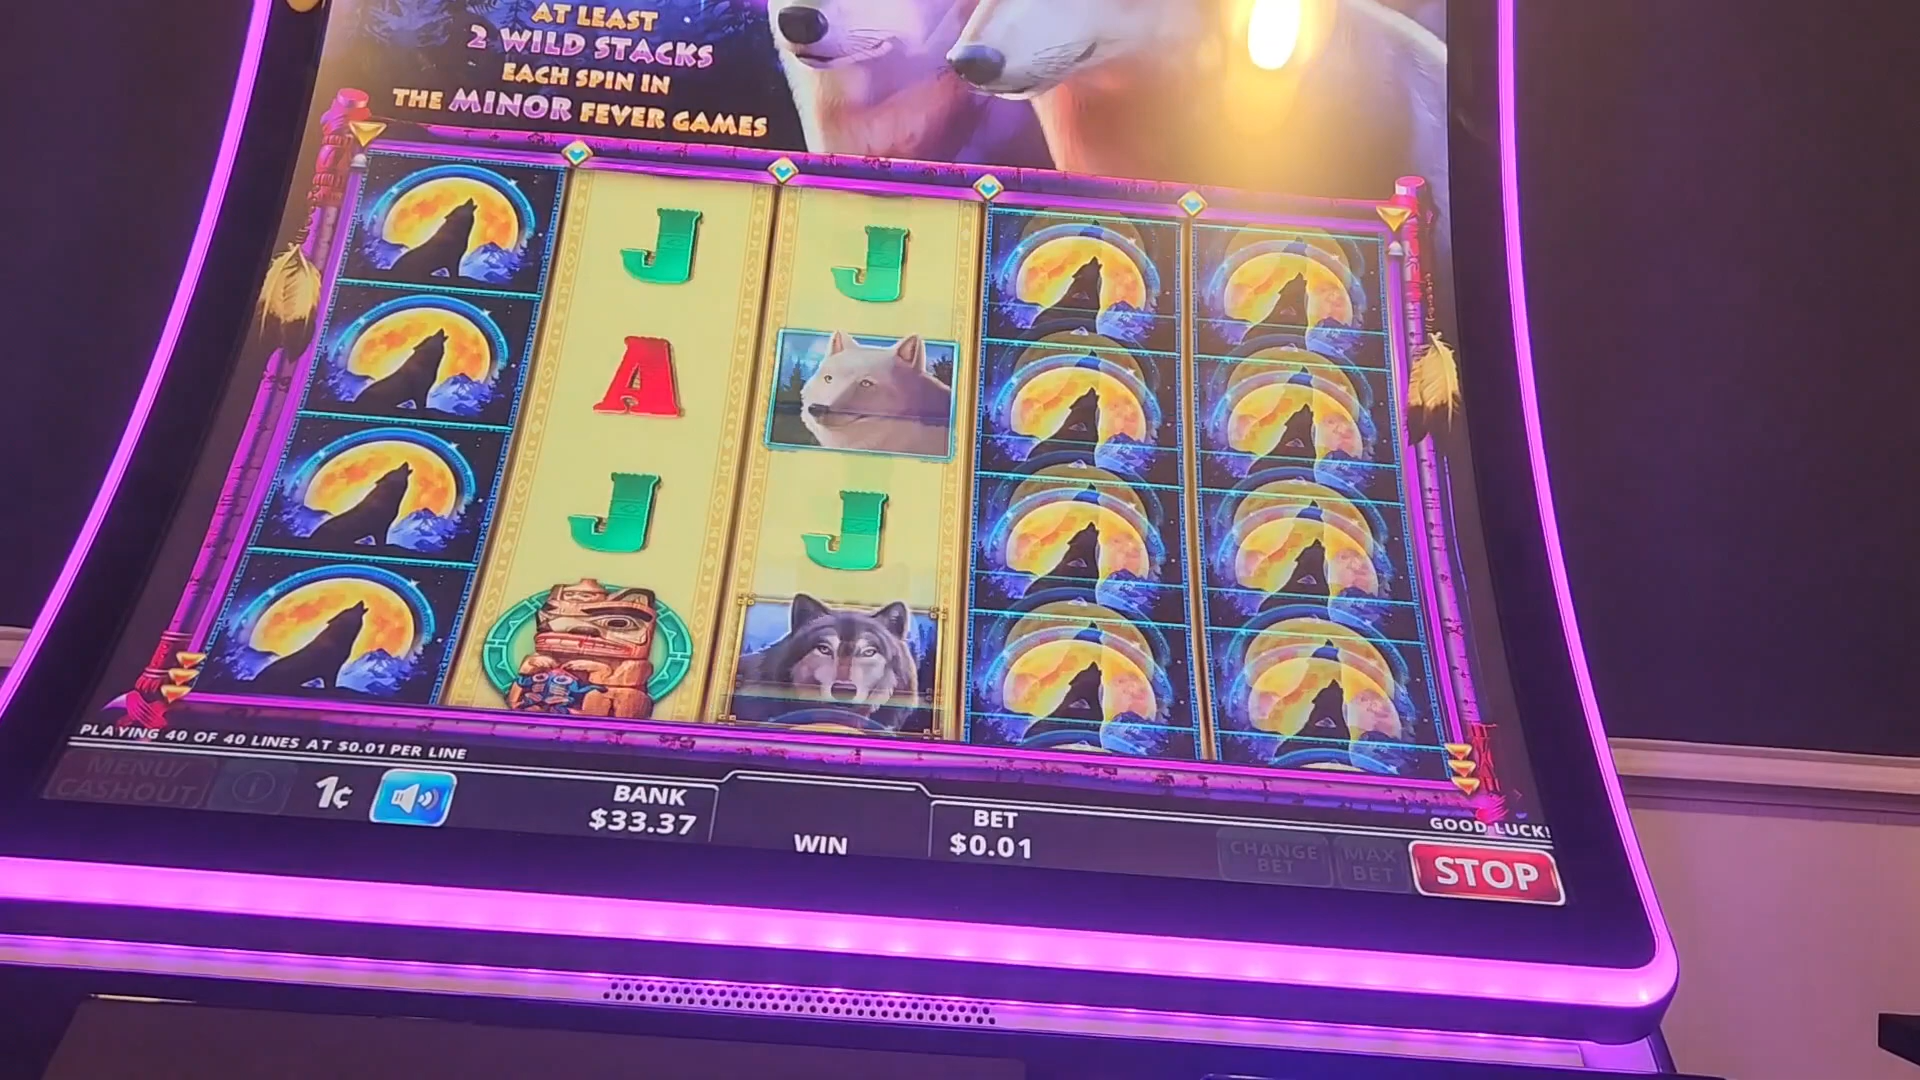 AT LEAST
2 WILD STACKS
EACH SPIN IN
THE MINOR FEVER GAMES
J
J
A
J
J
PLAYING 40 OF 40 LINES AT $0.01 PER LINE
GOOD LUCK!
MENU/
CASHOUT
i
1¢
BANK
$33.37
WIN
BET
$0.01
CHANGE
BET
MAX
BET
STOP